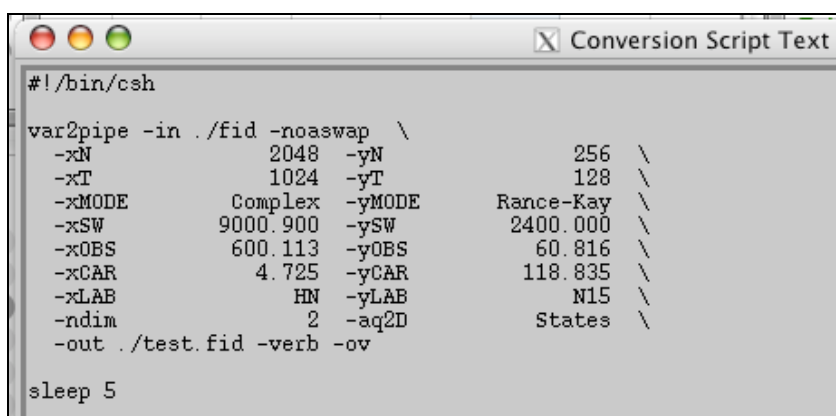 X Conversion Script Text
#!/bin/csh
var2pipe -in ./fid -noaswap \
-xN 2048 -yN 256 \
-xT 1024 -yT 128 \
-xMODE Complex -yMODE Rance-Kay \
-xSW 9000.900 -ySW 2400.000 \
-xOBS 600.113 -yOBS 60.816 \
-xCAR 4.725 -yCAR 118.835 \
-xLAB HN -yLAB N15 \
-ndim 2 -aq2D States \
-out ./test.fid -verb -ov
sleep 5